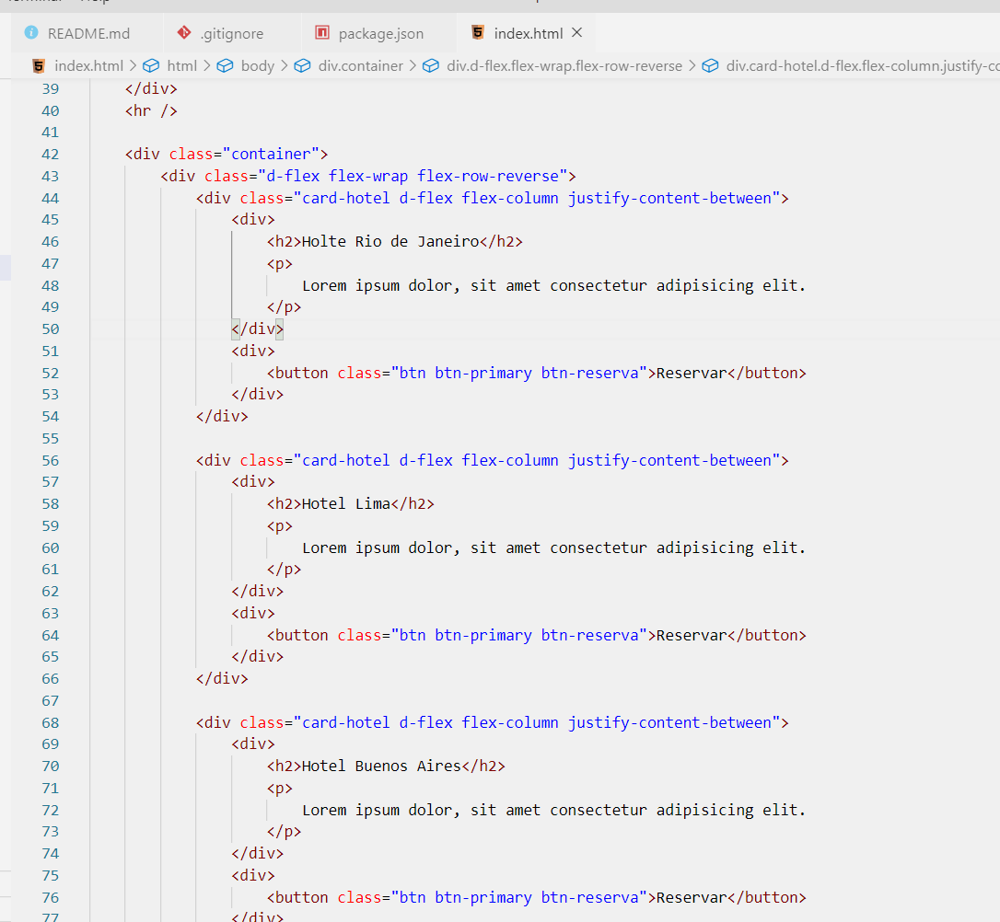 README.md .gitignore package.json index.html
index.html > html > body > div.container > div.d-flex.flex-wrap.flex-row-reverse > div.card-hotel.d-flex.flex-column.justify-co
39 </div>
40 <hr />
41
42 <div class="container">
43 <div class="d-flex flex-wrap flex-row-reverse">
44 <div class="card-hotel d-flex flex-column justify-content-between">
45 <div>
46 <h2>Holte Rio de Janeiro</h2>
47 <p>
48 Lorem ipsum dolor, sit amet consectetur adipisicing elit.
49 </p>
50 </div>
51 <div>
52 <button class="btn btn-primary btn-reserva">Reservar</button>
53 </div>
54 </div>
55
56 <div class="card-hotel d-flex flex-column justify-content-between">
57 <div>
58 <h2>Hotel Lima</h2>
59 <p>
60 Lorem ipsum dolor, sit amet consectetur adipisicing elit.
61 </p>
62 </div>
63 <div>
64 <button class="btn btn-primary btn-reserva">Reservar</button>
65 </div>
66 </div>
67
68 <div class="card-hotel d-flex flex-column justify-content-between">
69 <div>
70 <h2>Hotel Buenos Aires</h2>
71 <p>
72 Lorem ipsum dolor, sit amet consectetur adipisicing elit.
73 </p>
74 </div>
75 <div>
76 <button class="btn btn-primary btn-reserva">Reservar</button>
77 </div>